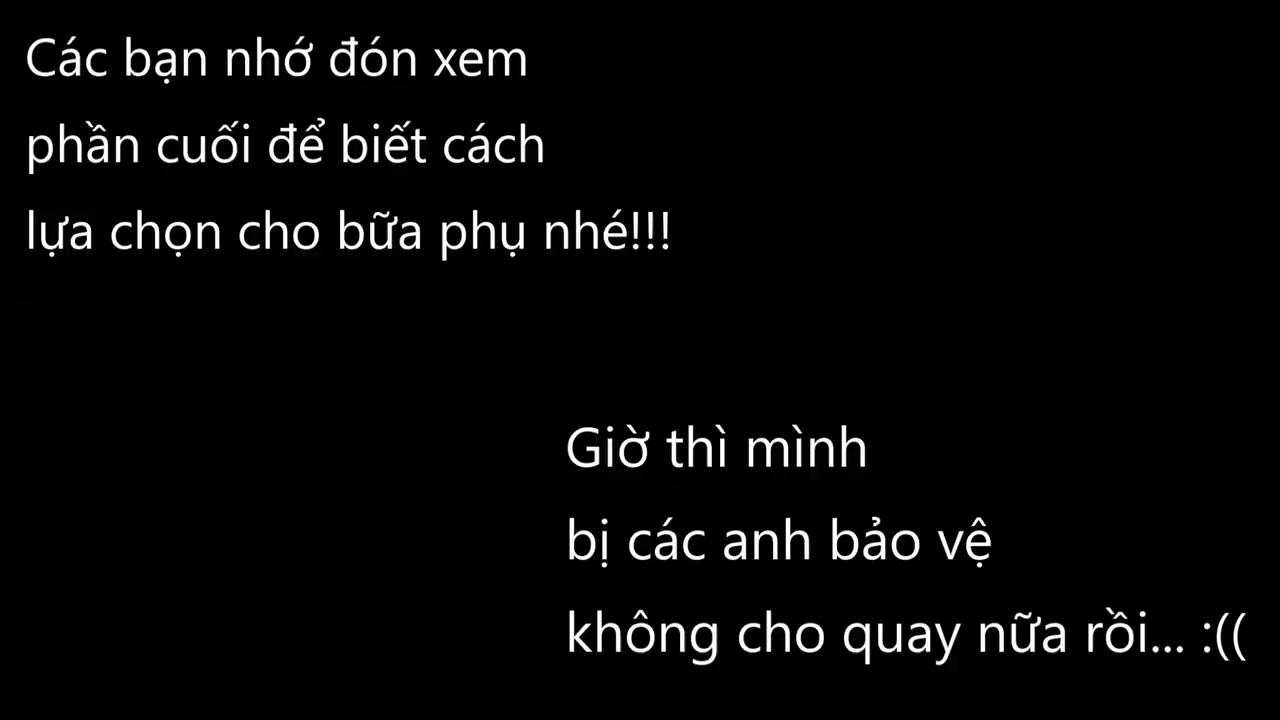 Các bạn nhớ đón xem
phần cuối để biết cách
lựa chọn cho bữa phụ nhé!!!
Giờ thì mình
bị các anh bảo vệ
không cho quay nữa rồi... :((